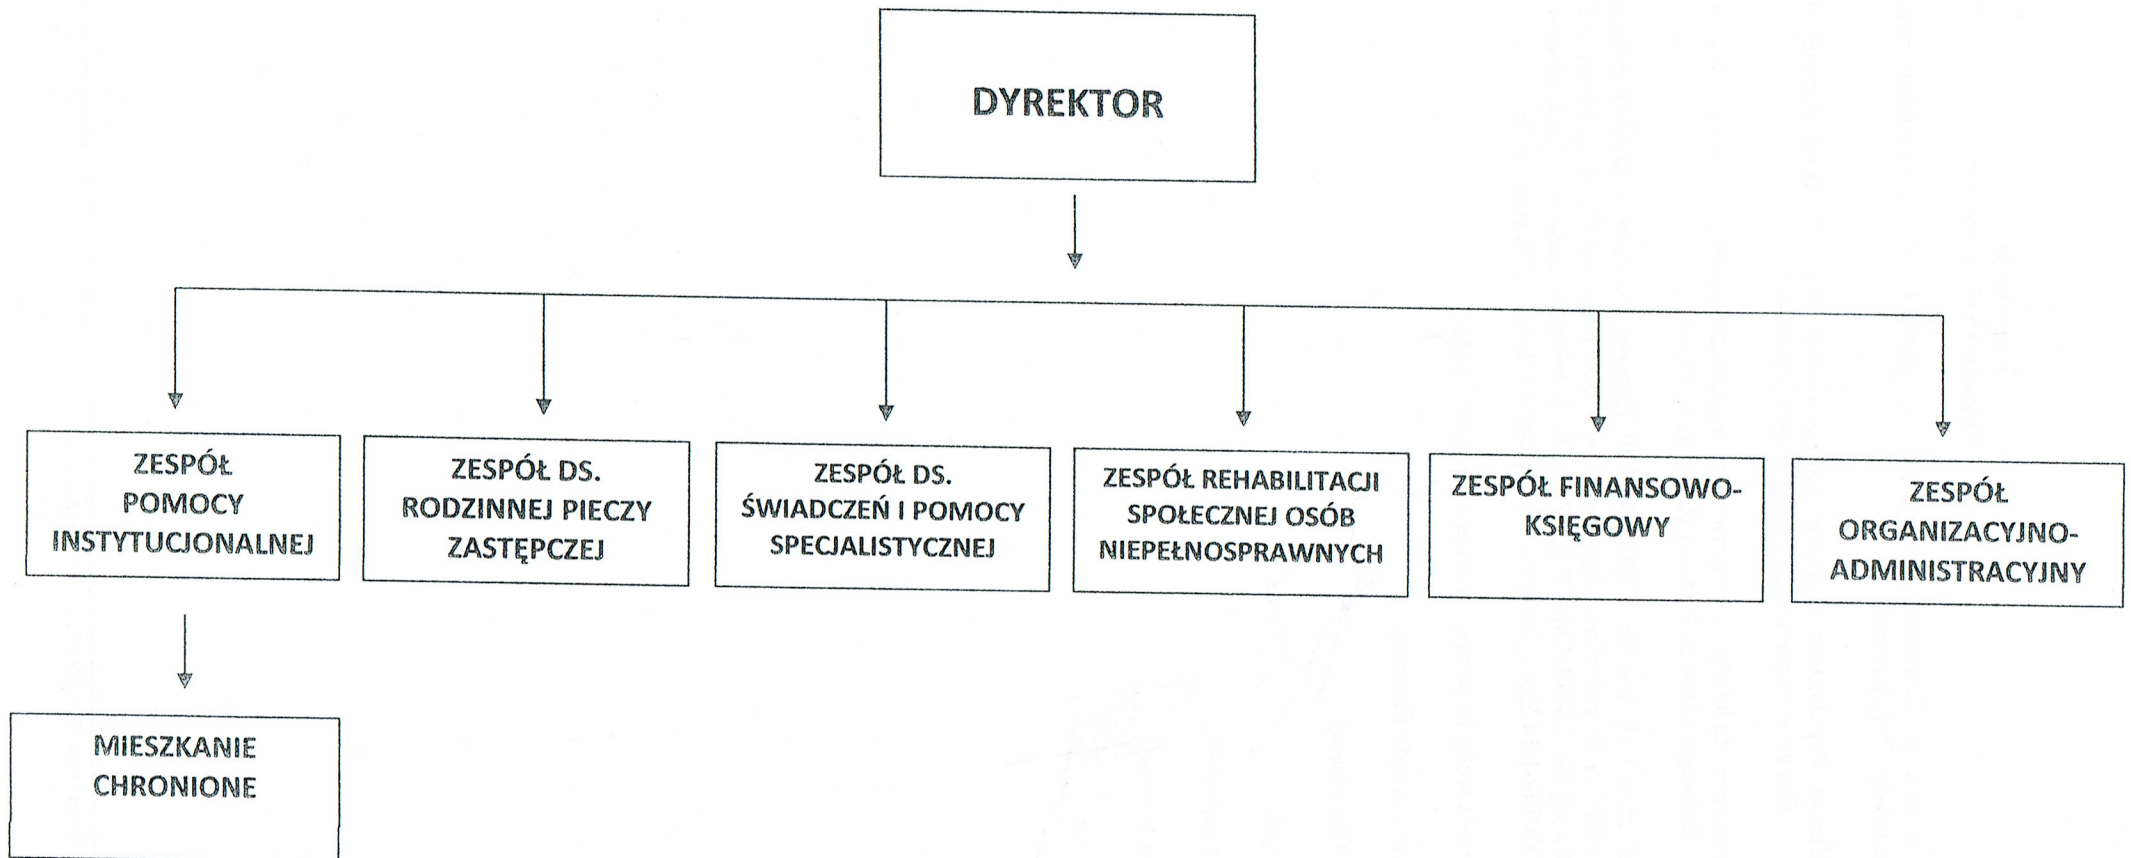 DYREKTOR
ZESPÓŁ
POMOCY
INSTYTUCJONALNEJ
ZESPÓŁ DS.
RODZINNEJ PIECZY
ZASTĘPCZEJ
ZESPÓŁ DS.
ŚWIADCZEŃ I POMOCY
SPECJALISTYCZNEJ
ZESPÓŁ REHABILITACJI
SPOŁECZNEJ OSÓB
NIEPEŁNOSPRAWNYCH
ZESPÓŁ FINANSOWO-
KSIĘGOWY
ZESPÓŁ
ORGANIZACYJNO-
ADMINISTRACYJNY
MIESZKANIE
CHRONIONE